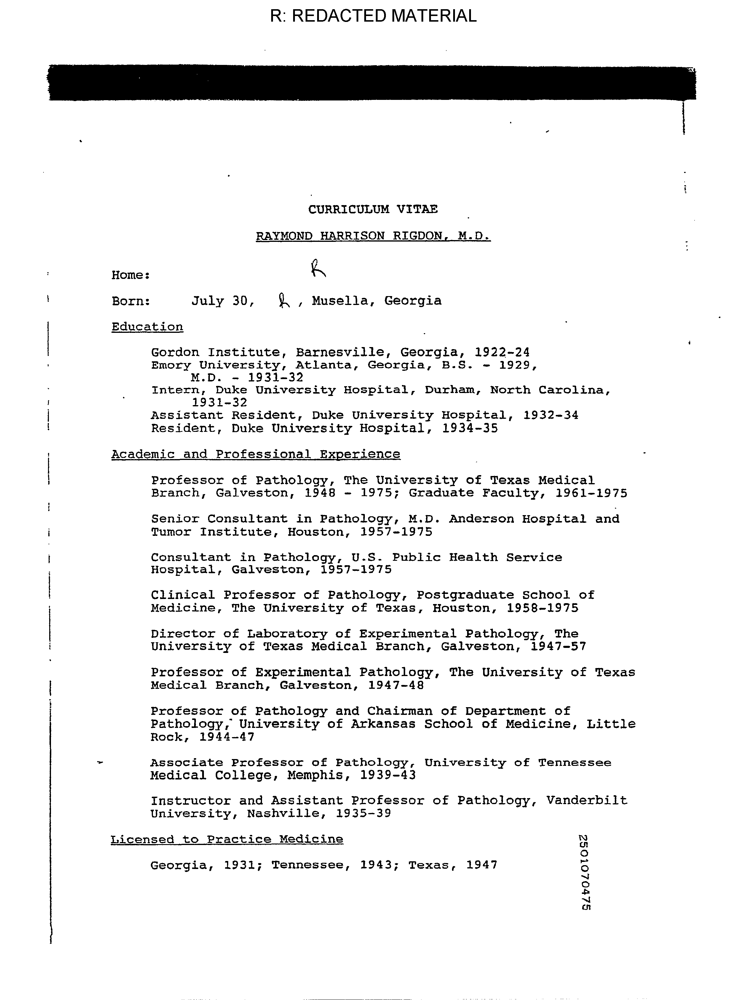 R: REDACTED MATERIAL
CURRICULUM VITAE
RAYMOND HARRISON RIGDON, M.D.
Home: R
Born: July 30, R, Musella, Georgia
Education
Gordon Institute, Barnesville, Georgia, 1922-24
Emory University, Atlanta, Georgia, B.S. - 1929,
M.D. - 1931-32
Intern, Duke University Hospital, Durham, North Carolina,
1931-32
Assistant Resident, Duke University Hospital, 1932-34
Resident, Duke University Hospital, 1934-35
Academic and Professional Experience
Professor of Pathology, The University of Texas Medical
Branch, Galveston, 1948 - 1975; Graduate Faculty, 1961-1975
Senior Consultant in Pathology, M.D. Anderson Hospital and
Tumor Institute, Houston, 1957-1975
Consultant in Pathology, U.S. Public Health Service
Hospital, Galveston, 1957-1975
Clinical Professor of Pathology, Postgraduate School of
Medicine, The University of Texas, Houston, 1958-1975
Director of Laboratory of Experimental Pathology, The
University of Texas Medical Branch, Galveston, 1947-57
Professor of Experimental Pathology, The University of Texas
Medical Branch, Galveston, 1947-48
Professor of Pathology and Chairman of Department of
Pathology, University of Arkansas School of Medicine, Little
Rock, 1944-47
Associate Professor of Pathology, University of Tennessee
Medical College, Memphis, 1939-43
Instructor and Assistant Professor of Pathology, Vanderbilt
University, Nashville, 1935-39
Licensed to Practice Medicine
Georgia, 1931; Tennessee, 1943; Texas, 1947
2501070475